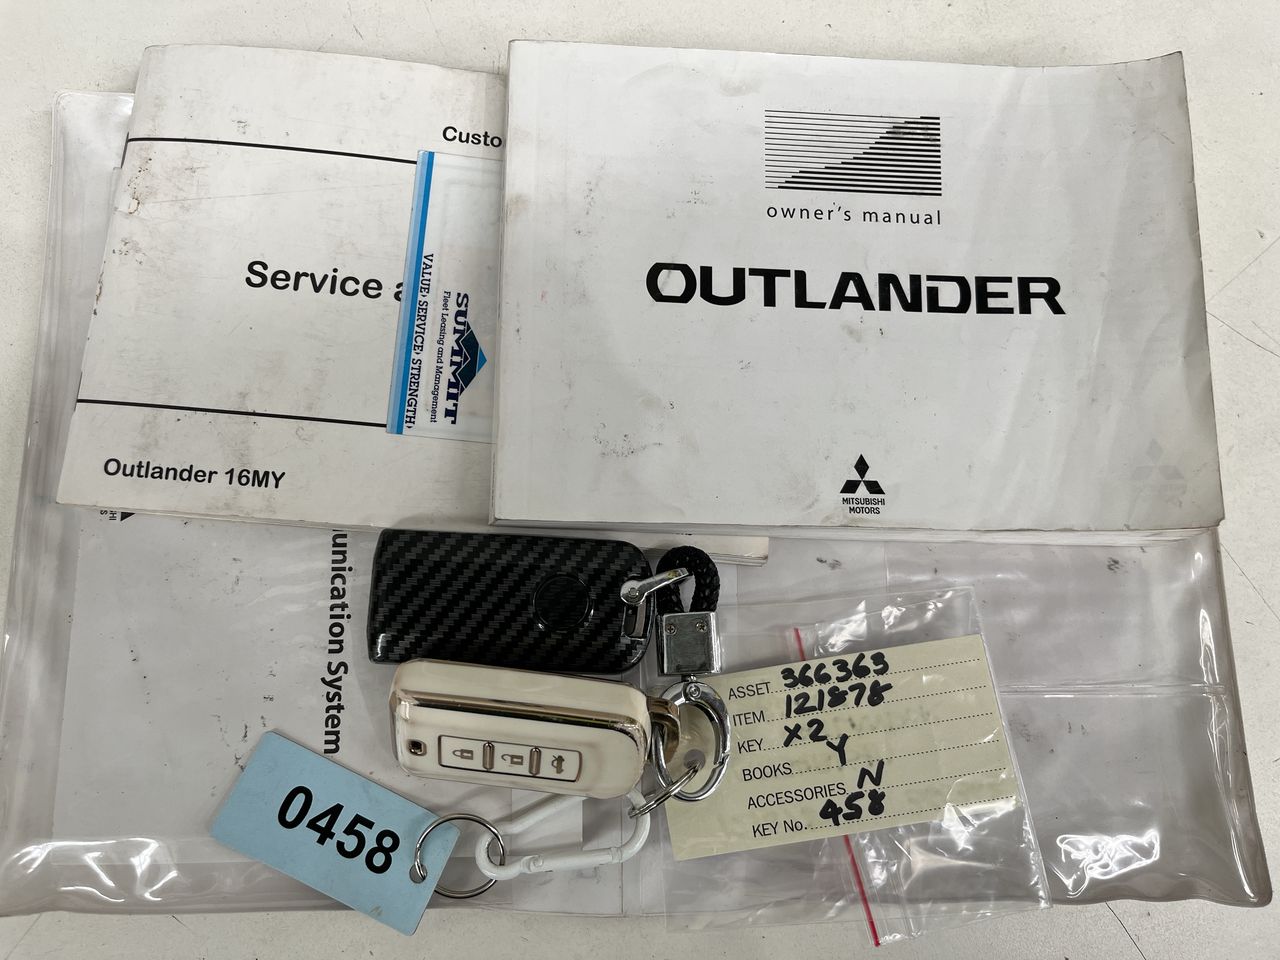 Custo
Service a
Outlander 16MY
VALUE› SERVICE› STRENGTH›
Fleet Leasing and Management
SUMMIT
owner's manual
OUTLANDER
MITSUBISHI
MOTORS
unication System
0458
ASSET 366363
ITEM 121878
KEY X2
BOOKS Y
ACCESSORIES N
KEY No. 458